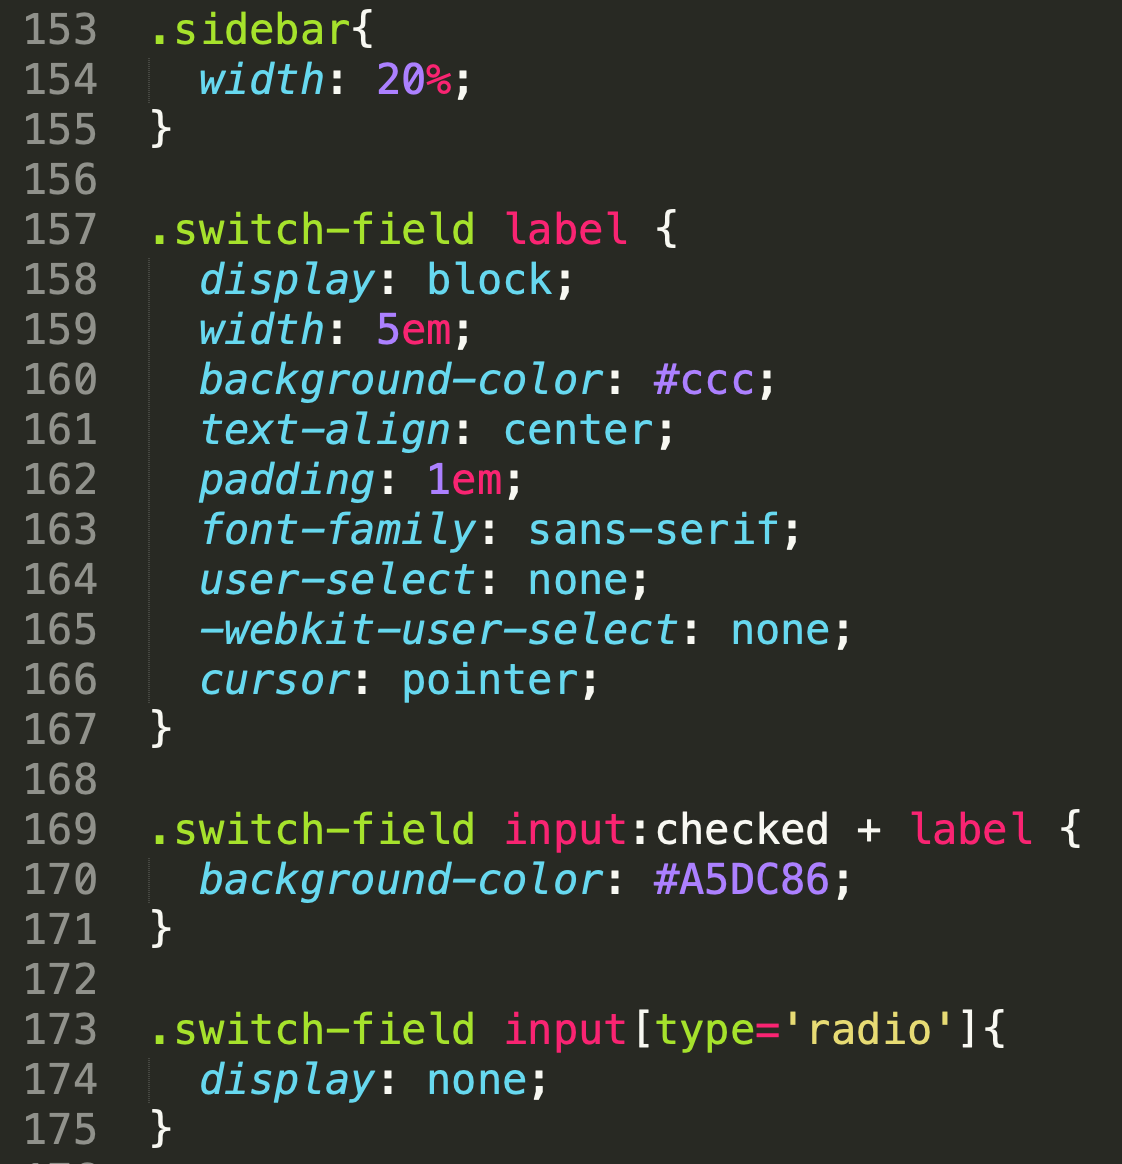 153 .sidebar{
154 width: 20%;
155 }
156
157 .switch-field label {
158 display: block;
159 width: 5em;
160 background-color: #ccc;
161 text-align: center;
162 padding: 1em;
163 font-family: sans-serif;
164 user-select: none;
165 -webkit-user-select: none;
166 cursor: pointer;
167 }
168
169 .switch-field input:checked + label {
170 background-color: #A5DC86;
171 }
172
173 .switch-field input[type='radio']{
174 display: none;
175 }